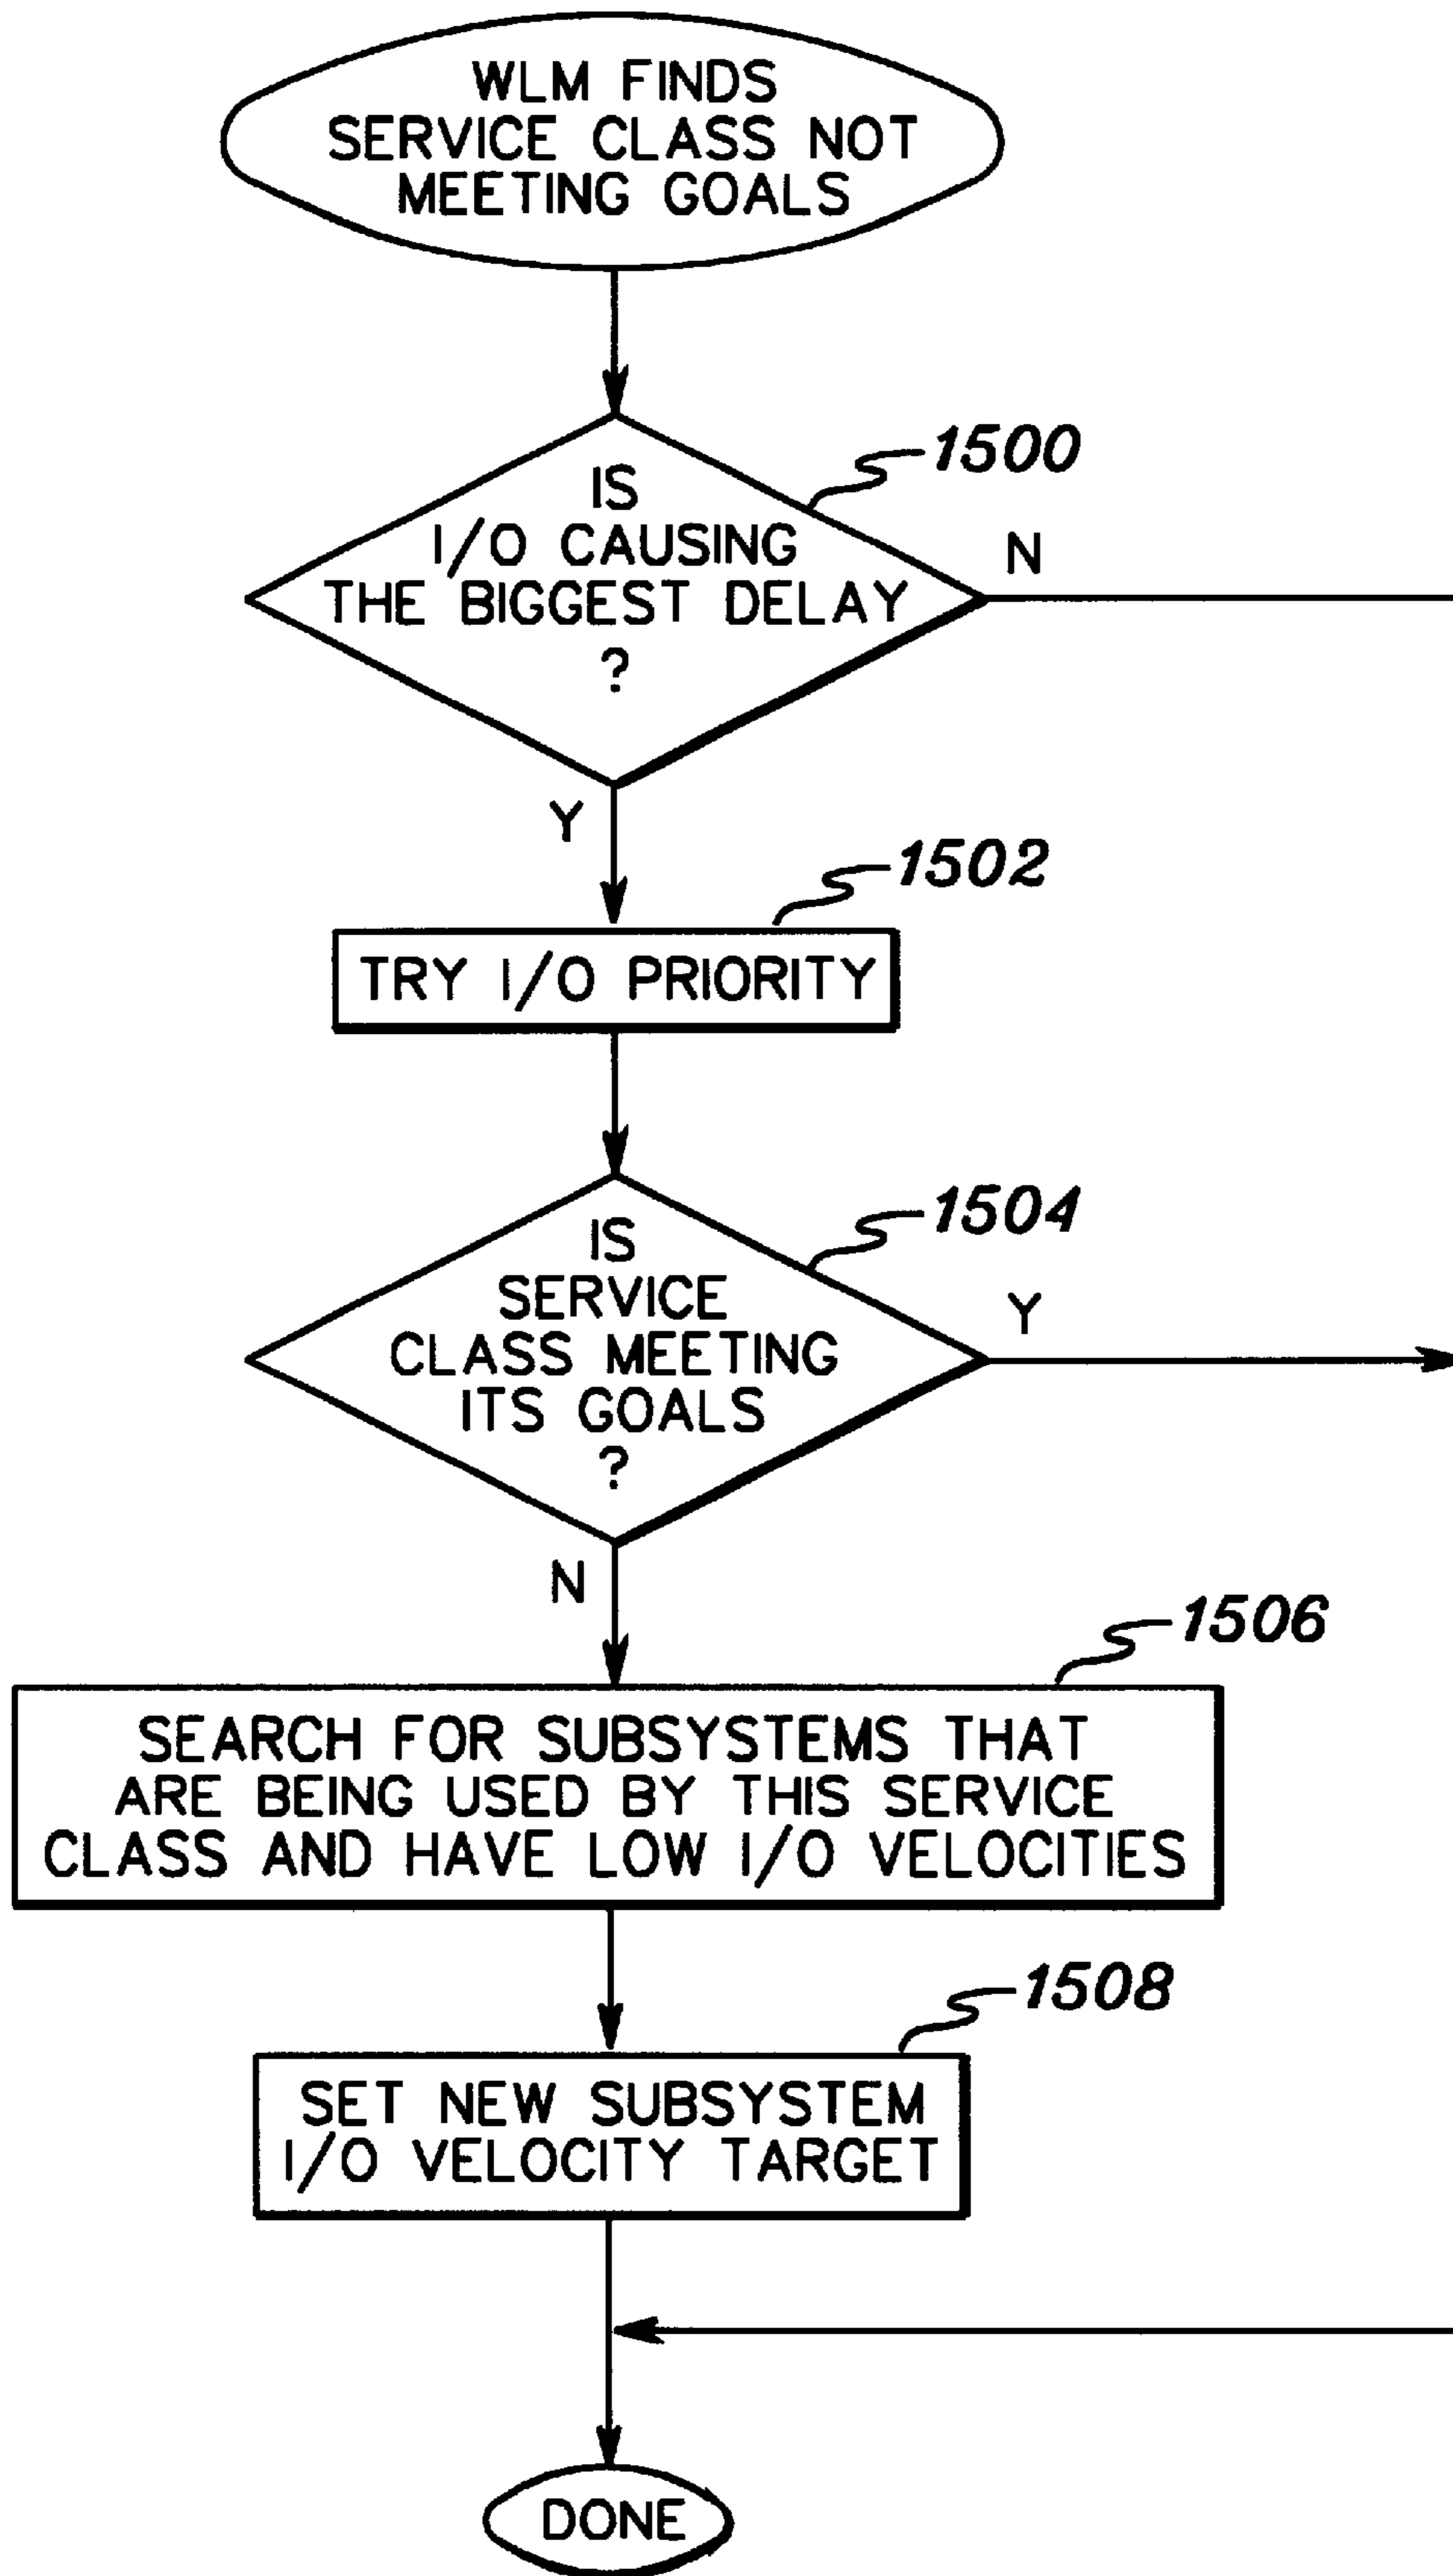 WLM FINDS
SERVICE CLASS NOT
MEETING GOALS
1500
IS
I/O CAUSING
THE BIGGEST DELAY
?
N
Y
1502
TRY I/O PRIORITY
1504
IS
SERVICE
CLASS MEETING
ITS GOALS
?
Y
N
1506
SEARCH FOR SUBSYSTEMS THAT
ARE BEING USED BY THIS SERVICE
CLASS AND HAVE LOW I/O VELOCITIES
1508
SET NEW SUBSYSTEM
I/O VELOCITY TARGET
DONE